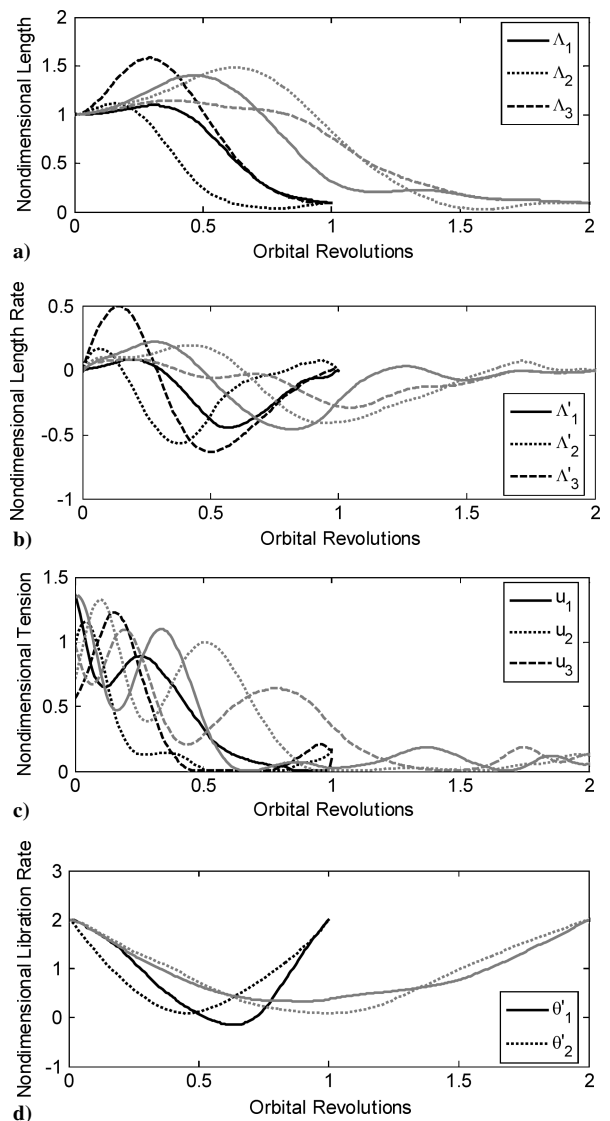 2
1.5
1
0.5
0
Nondimensional Length
Λ1
Λ2
Λ3
0
0.5
1
1.5
2
Orbital Revolutions
a)
0.5
0
-0.5
-1
Nondimensional Length Rate
Λ'1
Λ'2
Λ'3
0
0.5
1
1.5
2
Orbital Revolutions
b)
1.5
1
0.5
0
Nondimensional Tension
u1
u2
u3
0
0.5
1
1.5
2
Orbital Revolutions
c)
3
2
1
0
-1
Nondimensional Libration Rate
θ'1
θ'2
0
0.5
1
1.5
2
Orbital Revolutions
d)